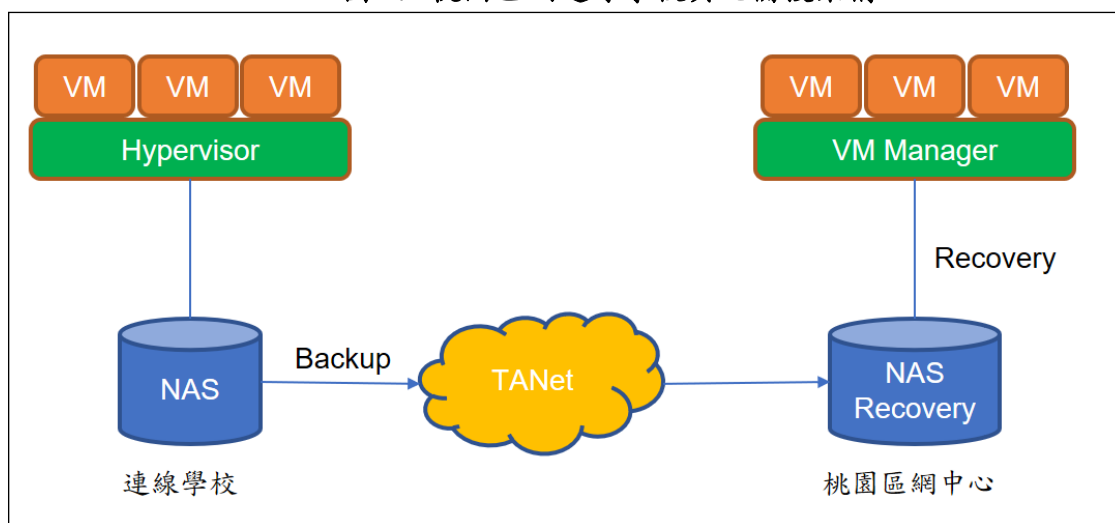 VM VM VM
Hypervisor
VM VM VM
VM Manager
Recovery
Backup
NAS
TANet
NAS
Recovery
連線學校
桃園區網中心